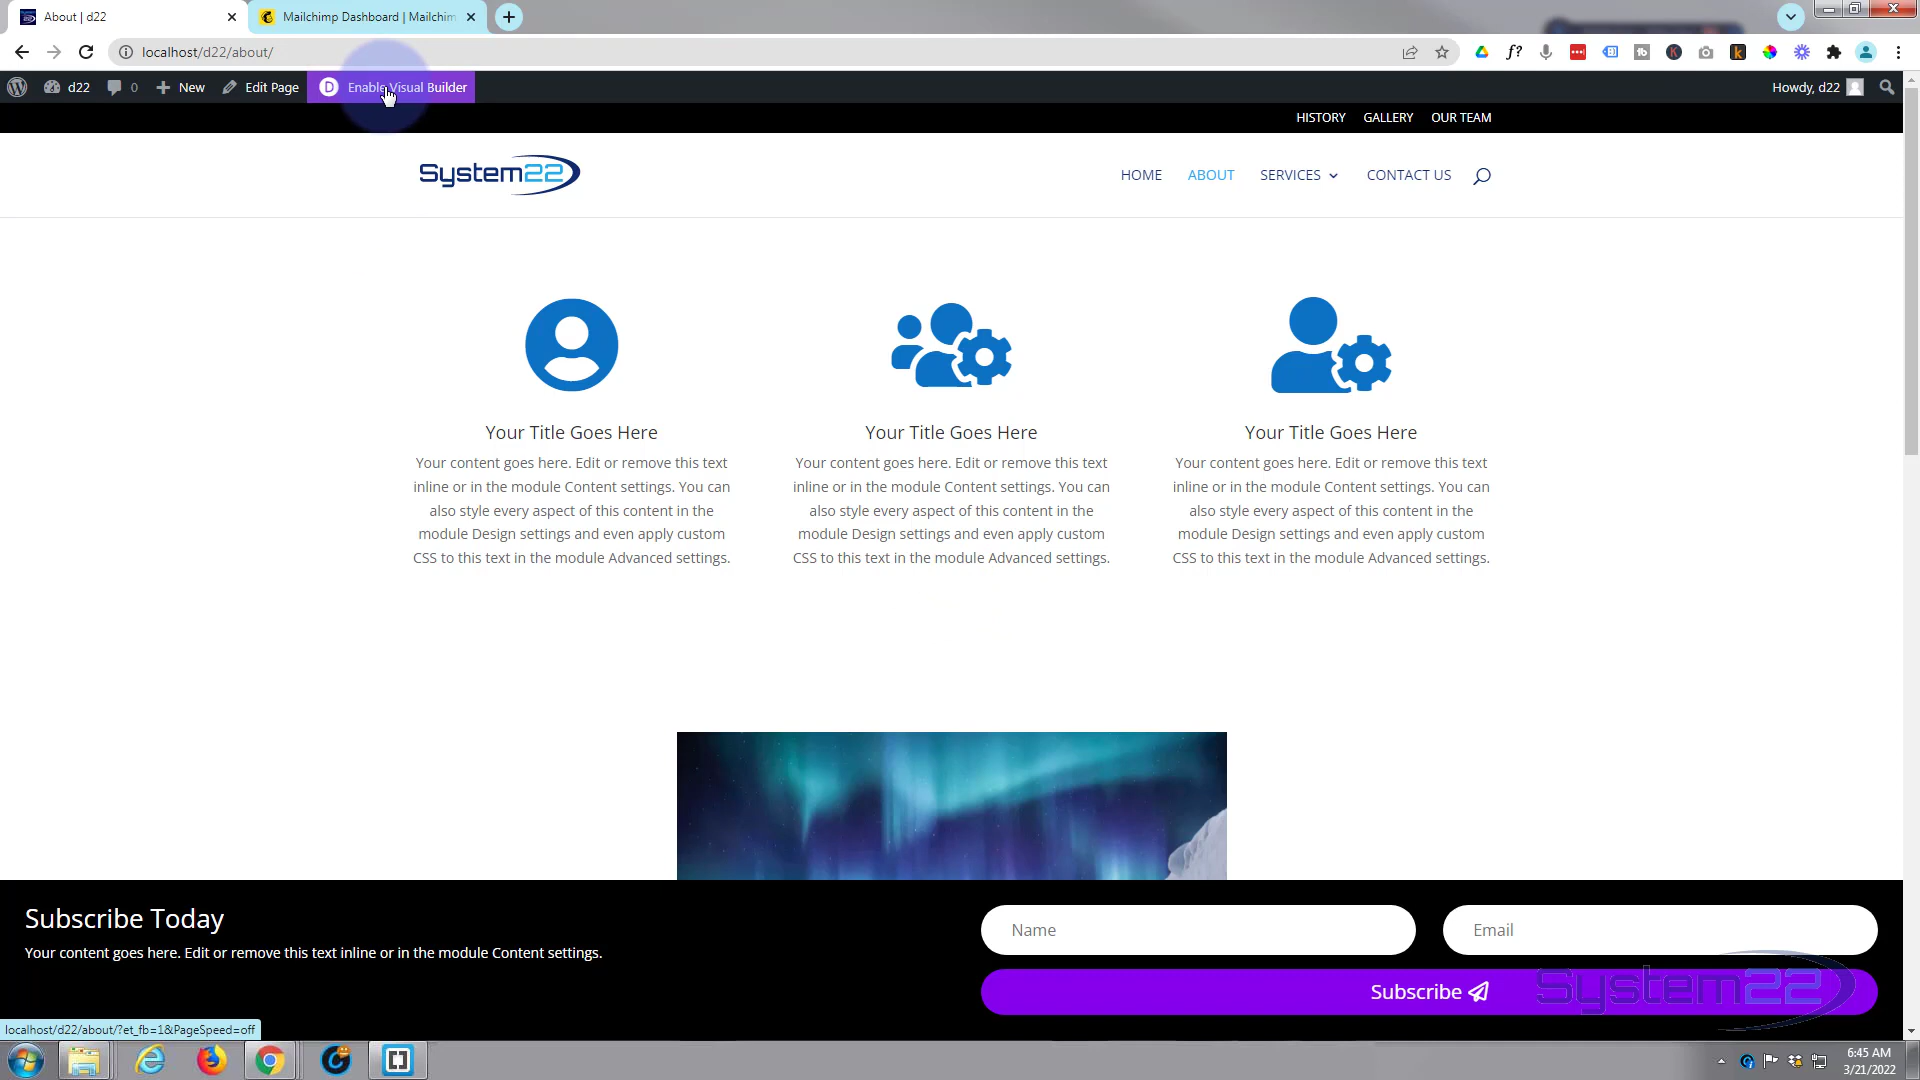 About | d22
Mailchimp Dashboard | Mailchim
localhost/d22/about/
d22
0
New
Edit Page
D
Enable Visual Builder
Howdy, d22
HISTORY GALLERY OUR TEAM
System22
HOME ABOUT SERVICES CONTACT US
Your Title Goes Here
Your content goes here. Edit or remove this text
inline or in the module Content settings. You can
also style every aspect of this content in the
module Design settings and even apply custom
CSS to this text in the module Advanced settings.
Your Title Goes Here
Your content goes here. Edit or remove this text
inline or in the module Content settings. You can
also style every aspect of this content in the
module Design settings and even apply custom
CSS to this text in the module Advanced settings.
Your Title Goes Here
Your content goes here. Edit or remove this text
inline or in the module Content settings. You can
also style every aspect of this content in the
module Design settings and even apply custom
CSS to this text in the module Advanced settings.
Subscribe Today
Your content goes here. Edit or remove this text inline or in the module Content settings.
Name
Email
Subscribe
System22
localhost/d22/about/?et_fb=1&PageSpeed=off
6:45 AM
3/21/2022